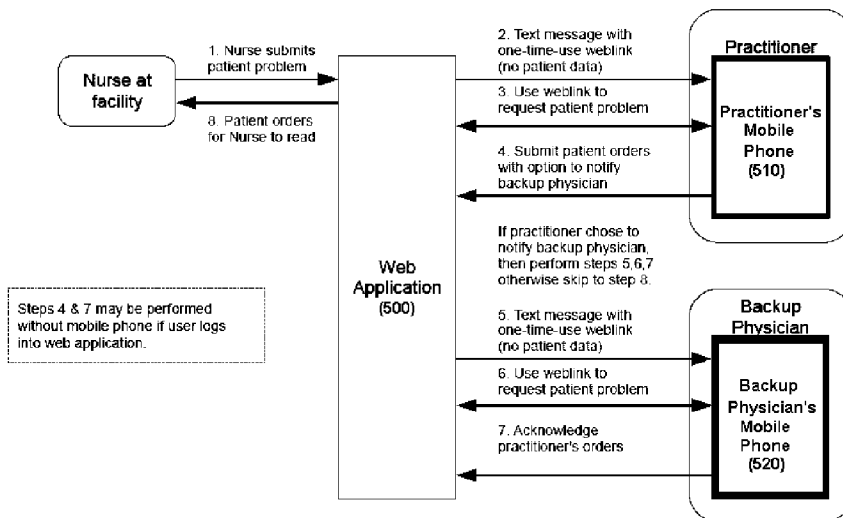 1. Nurse submits
patient problem
Nurse at
facility
8. Patient orders
for Nurse to read
Web
Application
(500)
2. Text message with
one-time-use weblink
(no patient data)
3. Use weblink to
request patient problem
4. Submit patient orders
with option to notify
backup physician
Practitioner
Practitioner's
Mobile
Phone
(510)
If practitioner chose to
notify backup physician,
then perform steps 5,6,7
otherwise skip to step 8.
Steps 4 & 7 may be performed
without mobile phone if user logs
into web application.
5. Text message with
one-time-use weblink
(no patient data)
6. Use weblink to
request patient problem
7. Acknowledge
practitioner's orders
Backup
Physician
Backup
Physician's
Mobile
Phone
(520)